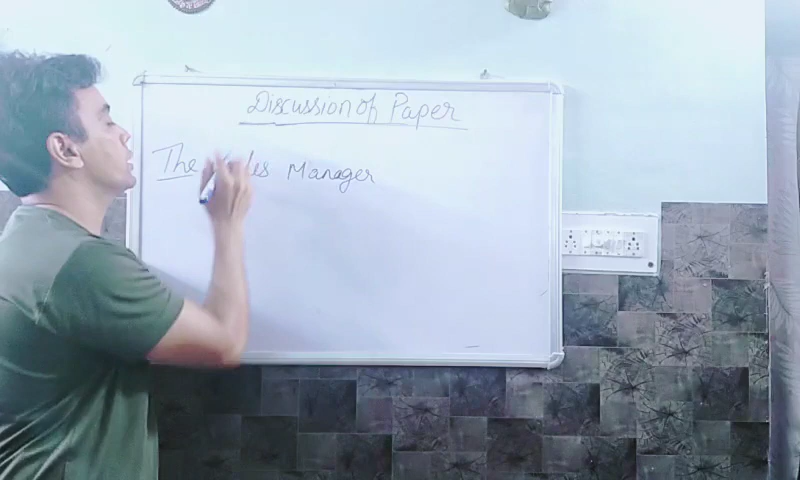 Discussion of Paper
The Manager